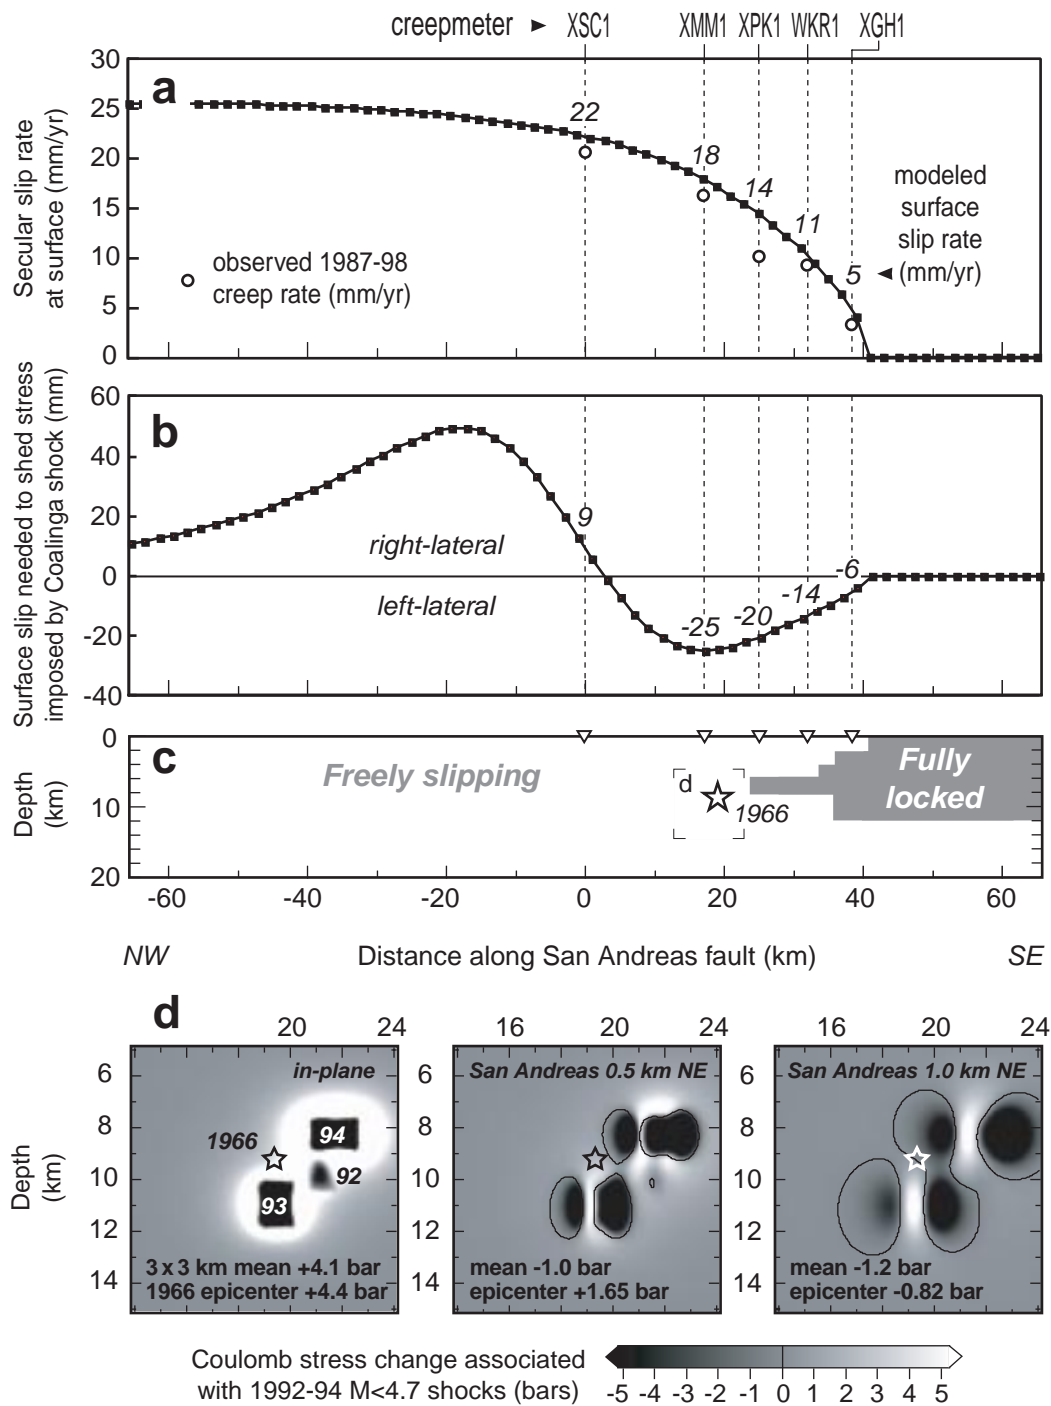 creepmeter ► XSC1 XMM1 XPK1 WKR1 XGH1
a
Secular slip rate
at surface (mm/yr)
30
25
20
15
10
5
0
22
18
14
11
5
observed 1987-98
creep rate (mm/yr)
modeled
surface
slip rate
◄ (mm/yr)
b
Surface slip needed to shed stress
imposed by Coalinga shock (mm)
60
40
20
0
-20
-40
right-lateral
left-lateral
9
-25
-20
-14
-6
c
Depth
(km)
0
10
20
Freely slipping
d
1966
Fully
locked
-60 -40 -20 0 20 40 60
NW Distance along San Andreas fault (km) SE
d
20 24 16 20 24 16 20 24
Depth
(km)
6
8
10
12
14
in-plane
1966
94
92
93
3 x 3 km mean +4.1 bar
1966 epicenter +4.4 bar
6
8
10
12
14
San Andreas 0.5 km NE
mean -1.0 bar
epicenter +1.65 bar
6
8
10
12
14
San Andreas 1.0 km NE
mean -1.2 bar
epicenter -0.82 bar
Coulomb stress change associated
with 1992-94 M<4.7 shocks (bars)
-5 -4 -3 -2 -1 0 1 2 3 4 5